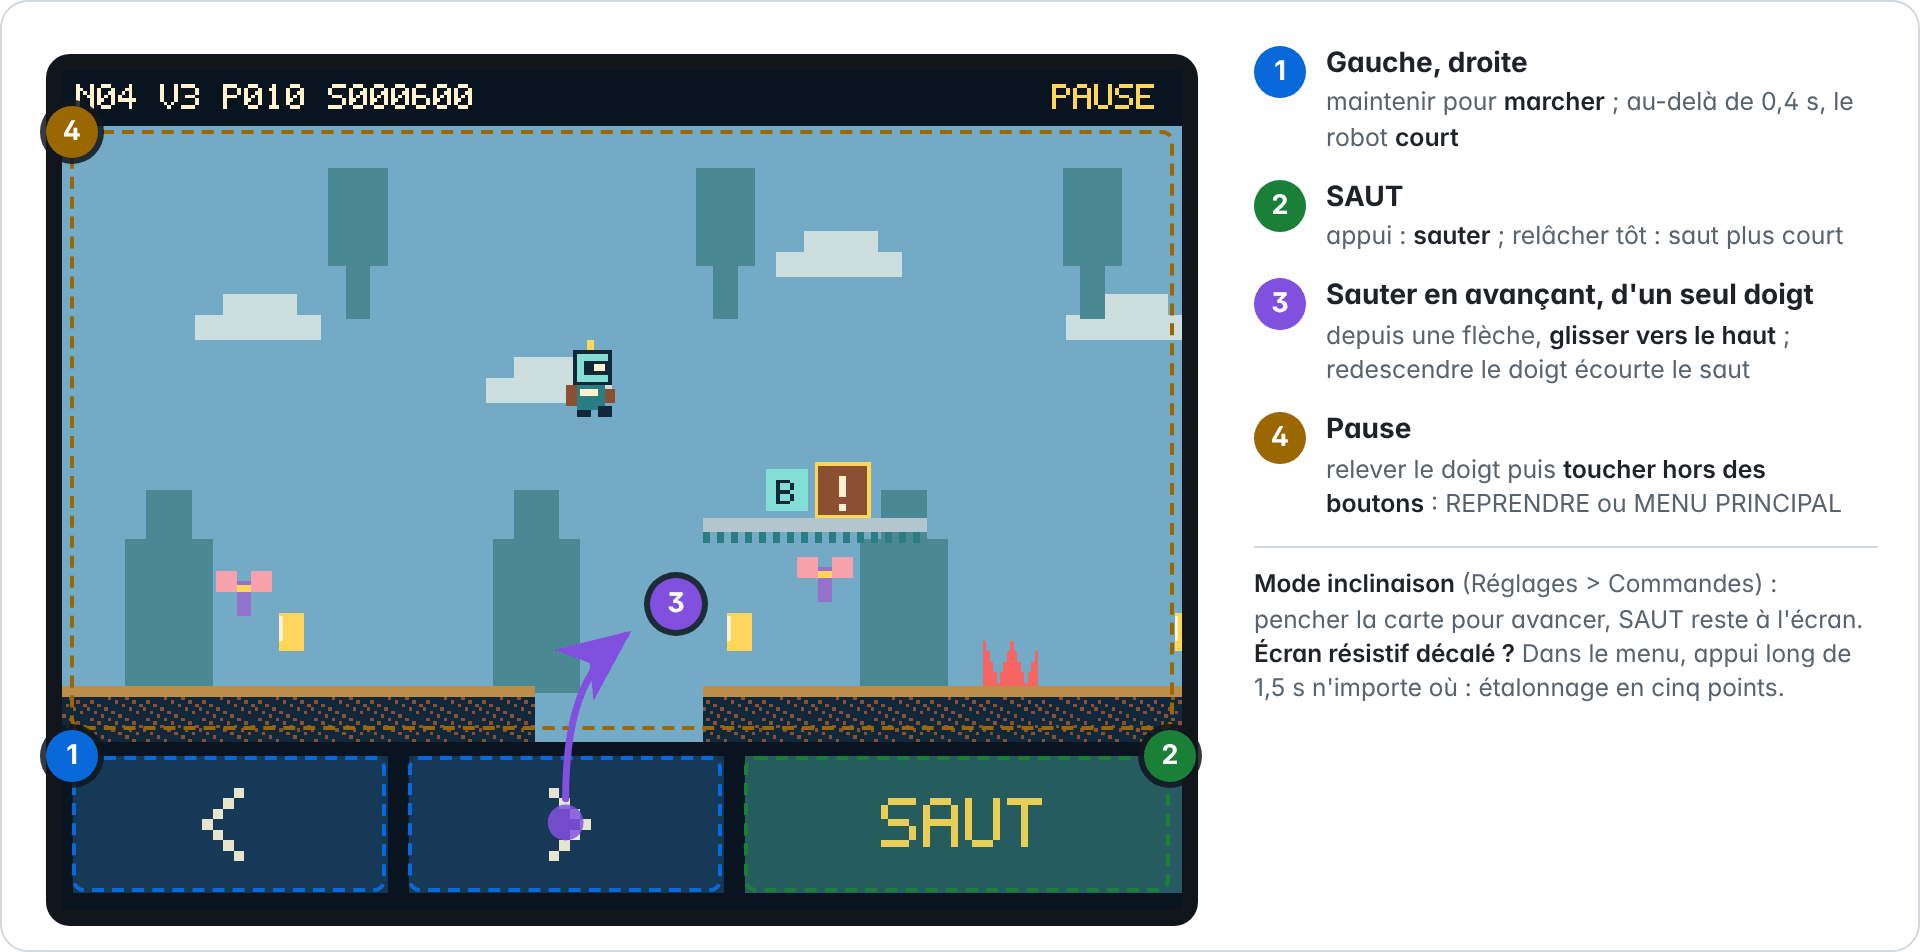 N04 V3 P010 S000600
PAUSE
4
B
!
3
1
2
<
>
SAUT
1
Gauche, droite
maintenir pour marcher ; au-delà de 0,4 s, le
robot court
2
SAUT
appui : sauter ; relâcher tôt : saut plus court
3
Sauter en avançant, d'un seul doigt
depuis une flèche, glisser vers le haut ;
redescendre le doigt écourte le saut
4
Pause
relever le doigt puis toucher hors des
boutons : REPRENDRE ou MENU PRINCIPAL
Mode inclinaison (Réglages > Commandes) :
pencher la carte pour avancer, SAUT reste à l'écran.
Écran résistif décalé ? Dans le menu, appui long de
1,5 s n'importe où : étalonnage en cinq points.